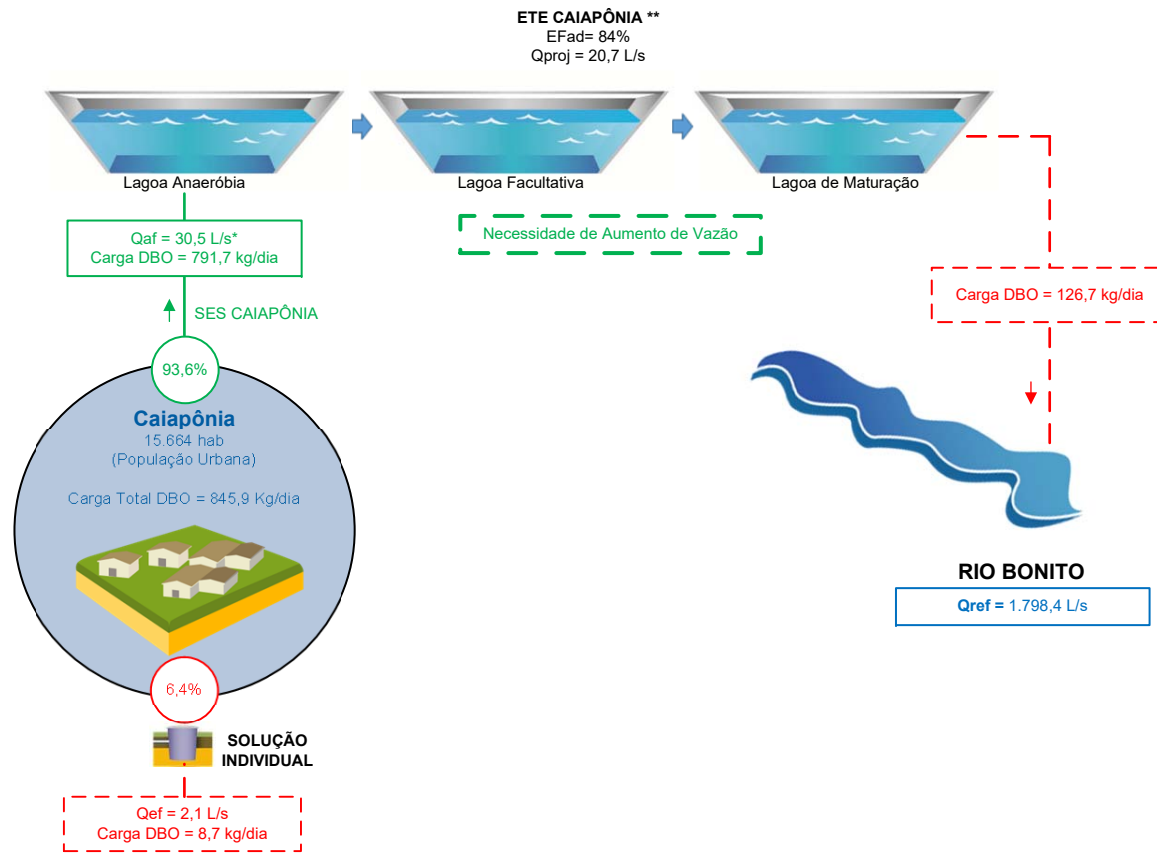 ETE CAIAPÔNIA **
EFad= 84%
Qproj = 20,7 L/s
Lagoa Anaeróbia
Lagoa Facultativa
Lagoa de Maturação
Qaf = 30,5 L/s*
Carga DBO = 791,7 kg/dia
Necessidade de Aumento de Vazão
Carga DBO = 126,7 kg/dia
SES CAIAPÔNIA
93,6%
Caiapônia
15.664 hab
(População Urbana)
Carga Total DBO = 845,9 Kg/dia
RIO BONITO
Qref = 1.798,4 L/s
6,4%
SOLUÇÃO
INDIVIDUAL
Qef = 2,1 L/s
Carga DBO = 8,7 kg/dia